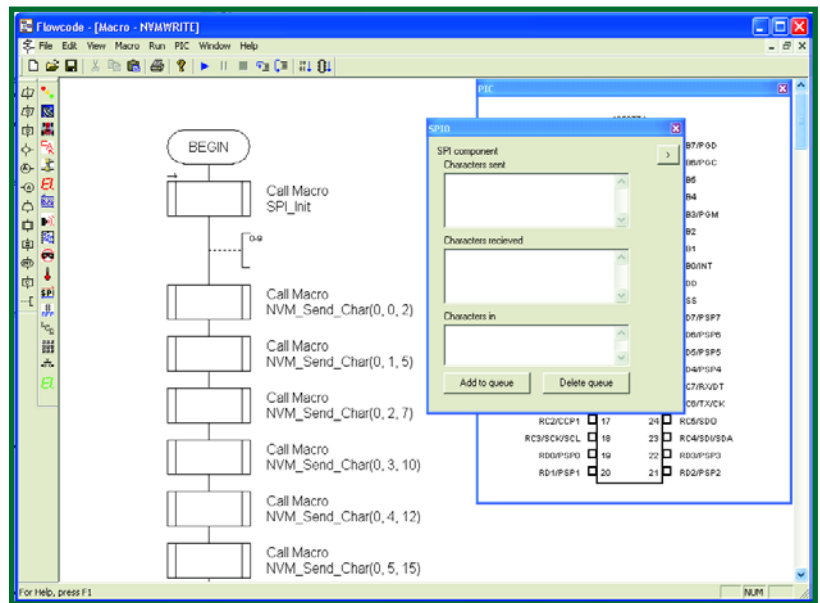 Flowcode - [Macro - NVMWRITE]
File Edit View Macro Run PIC Window Help
BEGIN
Call Macro
SPI_Init
0-9
Call Macro
NVM_Send_Char(0, 0, 2)
Call Macro
NVM_Send_Char(0, 1, 5)
Call Macro
NVM_Send_Char(0, 2, 7)
Call Macro
NVM_Send_Char(0, 3, 10)
Call Macro
NVM_Send_Char(0, 4, 12)
Call Macro
NVM_Send_Char(0, 5, 15)
SPI0
SPI component
>
Characters sent
Characters recieved
Characters in
Add to queue
Delete queue
PIC
B7/PGD
B6/PGC
B5
B4
B3/PGM
B2
B1
B0/INT
DD
SS
D7/PSP7
D6/PSP6
D5/PSP5
D4/PSP4
C7/RX/DT
C6/TX/CK
RC2/CCP1 17 24 RC5/SDO
RC3/SCK/SCL 18 23 RC4/SDI/SDA
RD0/PSP0 19 22 RD3/PSP3
RD1/PSP1 20 21 RD2/PSP2
For Help, press F1
NUM